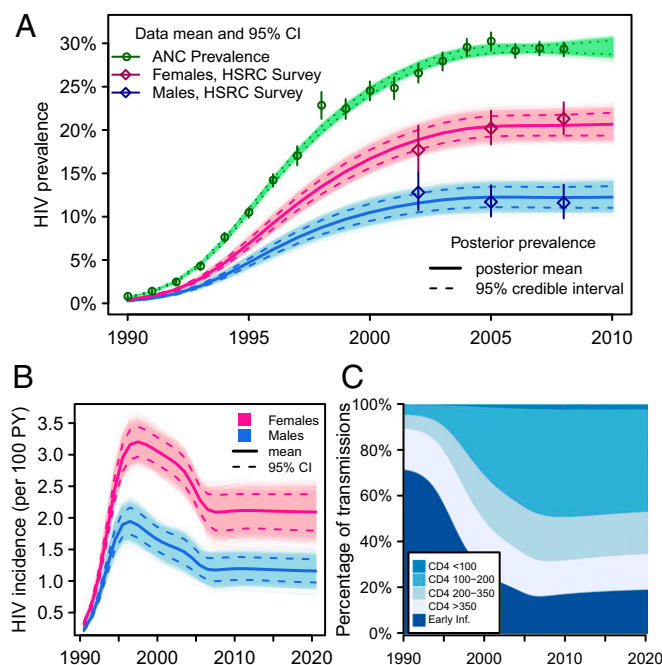 A
Data mean and 95% CI
ANC Prevalence
Females, HSRC Survey
Males, HSRC Survey
HIV prevalence
30%
25%
20%
15%
10%
5%
0%
Posterior prevalence
posterior mean
95% credible interval
1990 1995 2000 2005 2010
B
HIV incidence (per 100 PY)
3.5
3.0
2.5
2.0
1.5
1.0
0.5
Females
Males
mean
95% CI
1990 2000 2010 2020
C
Percentage of transmissions
100%
80%
60%
40%
20%
0%
CD4 <100
CD4 100−200
CD4 200−350
CD4 >350
Early Inf.
1990 2000 2010 2020